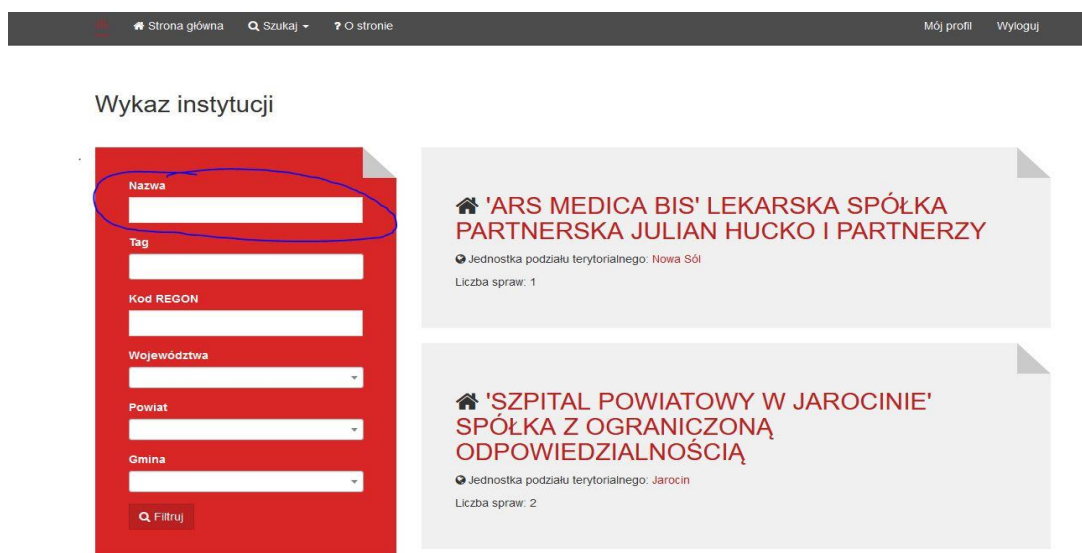 Strona główna Szukaj ? O stronie Mój profil Wyloguj
Wykaz instytucji
Nazwa
Tag
Kod REGON
Województwa
Powiat
Gmina
Filtruj
'ARS MEDICA BIS' LEKARSKA SPÓŁKA
PARTNERSKA JULIAN HUCKO I PARTNERZY
Jednostka podziału terytorialnego: Nowa Sól
Liczba spraw: 1
'SZPITAL POWIATOWY W JAROCINIE'
SPÓŁKA Z OGRANICZONĄ
ODPOWIEDZIALNOŚCIĄ
Jednostka podziału terytorialnego: Jarocin
Liczba spraw: 2